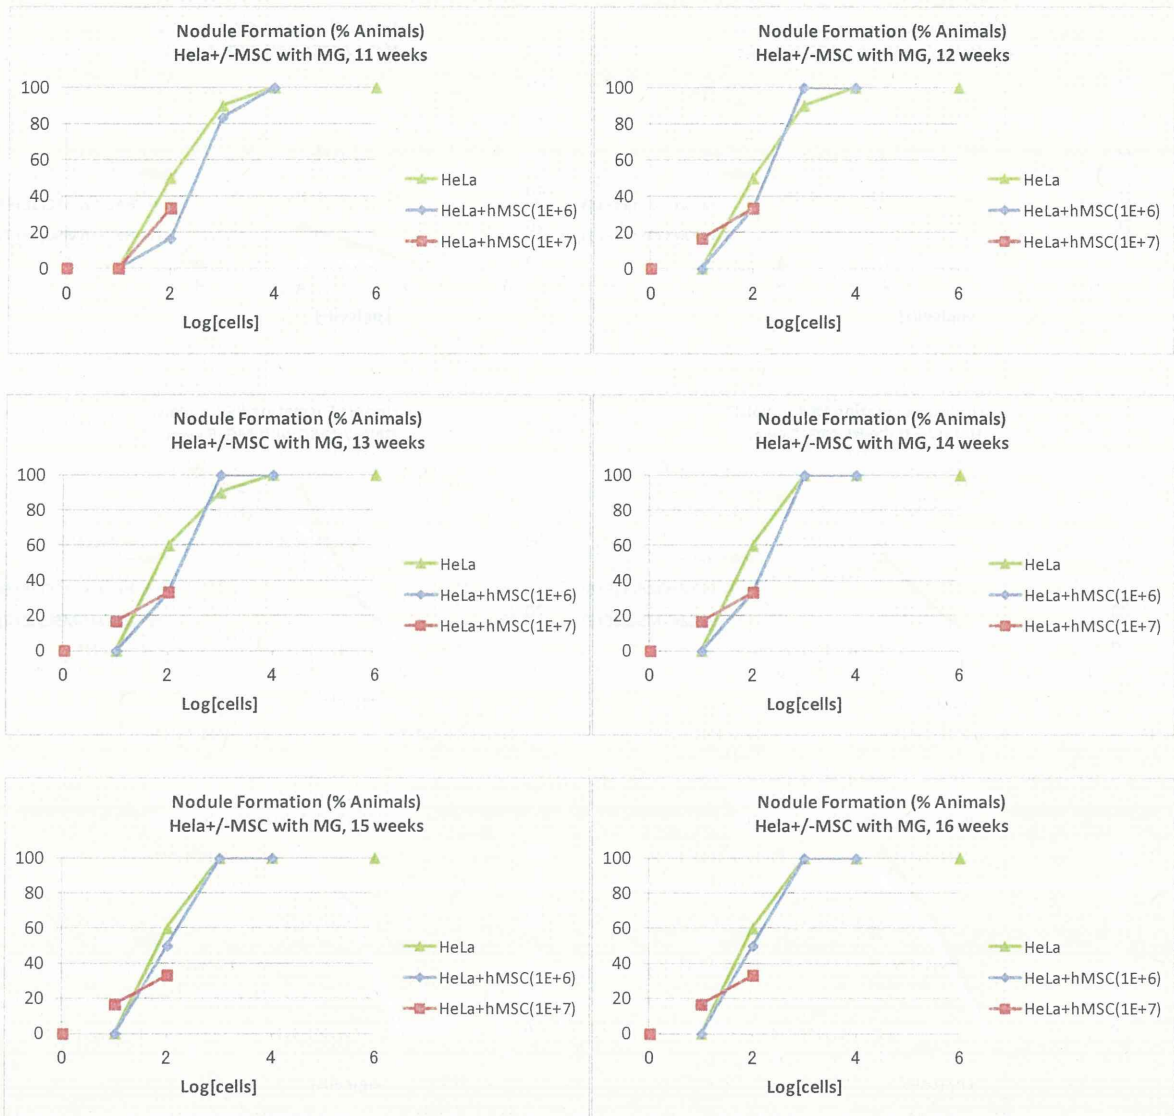 Nodule Formation (% Animals)
Hela+/-MSC with MG, 11 weeks
100
80
60
40
20
0
0
2
4
6
Log[cells]
HeLa
HeLa+hMSC(1E+6)
HeLa+hMSC(1E+7)
Nodule Formation (% Animals)
Hela+/-MSC with MG, 12 weeks
100
80
60
40
20
0
0
2
4
6
Log[cells]
HeLa
HeLa+hMSC(1E+6)
HeLa+hMSC(1E+7)
Nodule Formation (% Animals)
Hela+/-MSC with MG, 13 weeks
100
80
60
40
20
0
0
2
4
6
Log[cells]
HeLa
HeLa+hMSC(1E+6)
HeLa+hMSC(1E+7)
Nodule Formation (% Animals)
Hela+/-MSC with MG, 14 weeks
100
80
60
40
20
0
0
2
4
6
Log[cells]
HeLa
HeLa+hMSC(1E+6)
HeLa+hMSC(1E+7)
Nodule Formation (% Animals)
Hela+/-MSC with MG, 15 weeks
100
80
60
40
20
0
0
2
4
6
Log[cells]
HeLa
HeLa+hMSC(1E+6)
HeLa+hMSC(1E+7)
Nodule Formation (% Animals)
Hela+/-MSC with MG, 16 weeks
100
80
60
40
20
0
0
2
4
6
Log[cells]
HeLa
HeLa+hMSC(1E+6)
HeLa+hMSC(1E+7)